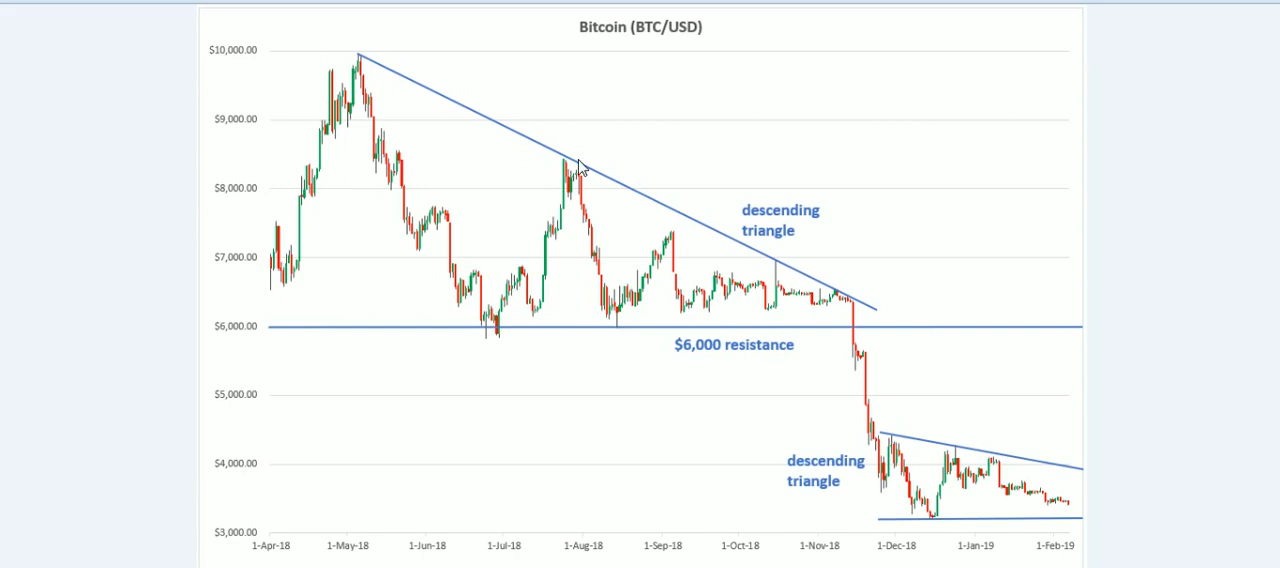 Bitcoin (BTC/USD)
$10,000.00
$9,000.00
$8,000.00
$7,000.00
$6,000.00
$5,000.00
$4,000.00
$3,000.00
descending
triangle
$6,000 resistance
descending
triangle
1-Apr-18 1-May-18 1-Jun-18 1-Jul-18 1-Aug-18 1-Sep-18 1-Oct-18 1-Nov-18 1-Dec-18 1-Jan-19 1-Feb-19